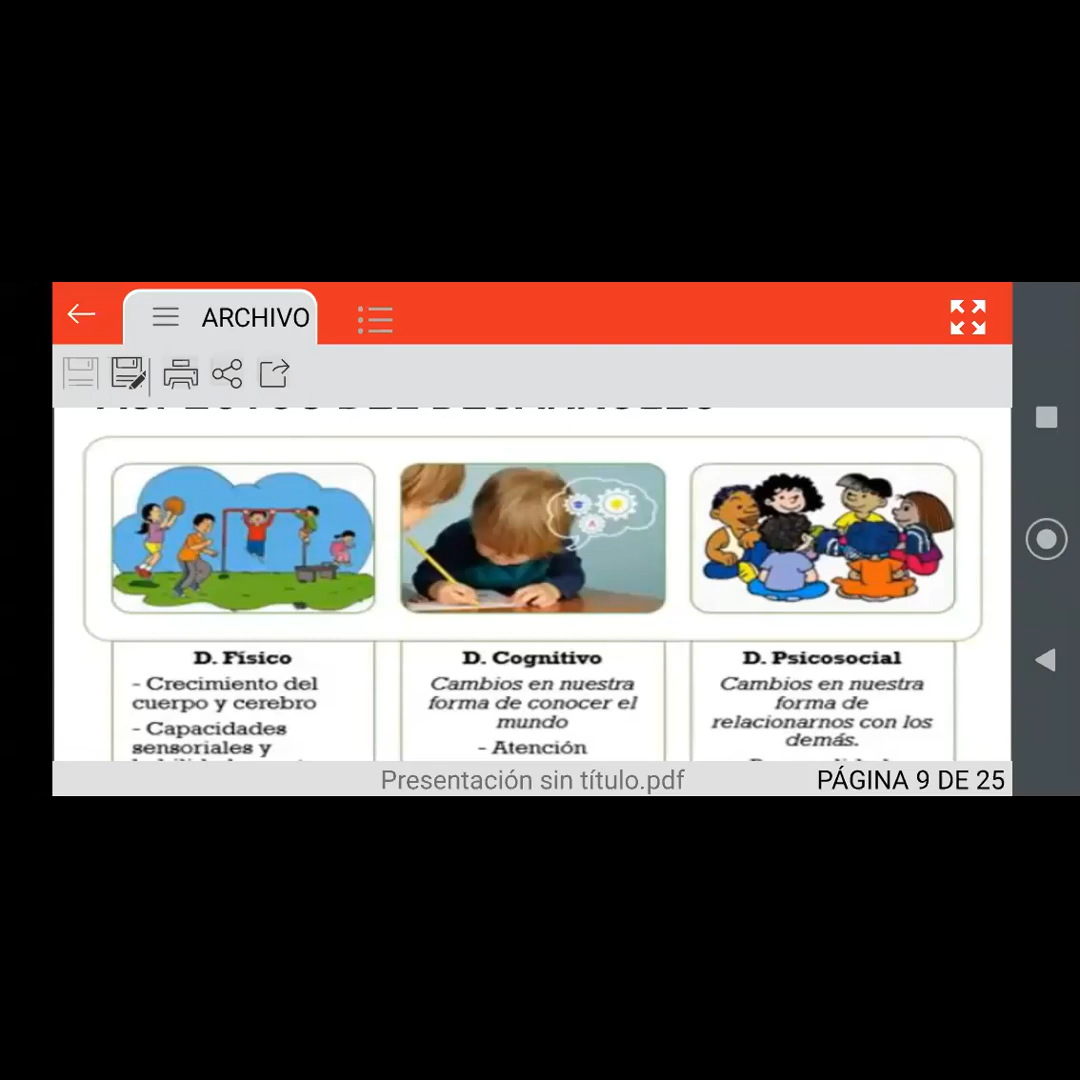 ARCHIVO
D. Físico
- Crecimiento del
cuerpo y cerebro
- Capacidades
sensoriales y
D. Cognitivo
Cambios en nuestra
forma de conocer el
mundo
- Atención
D. Psicosocial
Cambios en nuestra
forma de
relacionarnos con los
demás.
Presentación sin título.pdf
PÁGINA 9 DE 25